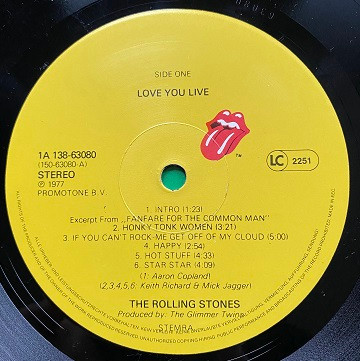 SIDE ONE
LOVE YOU LIVE
1A 138-63080
(150-63080-A)
STEREO
℗ 1977
PROMOTONE B.V.
TM
LC 2251
1. INTRO (1:23)
Excerpt From ,,FANFARE FOR THE COMMON MAN"
2. HONKY TONK WOMEN (3:21)
3. IF YOU CAN'T ROCK ME GET OFF OF MY CLOUD (5:00)
4. HAPPY (2:54)
5. HOT STUFF (4:33)
6. STAR STAR (4:09)
(1: Aaron Copland)
(2,3,4,5,6: Keith Richard & Mick Jagger)
THE ROLLING STONES
Produced by: The Glimmer Twins
STEMRA